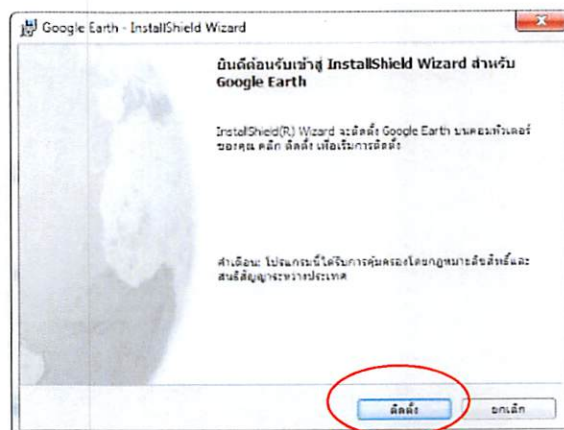 Google Earth - InstallShield Wizard
ยินดีต้อนรับเข้าสู่ InstallShield Wizard สำหรับ
Google Earth
InstallShield(R) Wizard จะติดตั้ง Google Earth บนคอมพิวเตอร์
ของคุณ คลิก ติดตั้ง เพื่อเริ่มการติดตั้ง
คำเตือน: โปรแกรมนี้ได้รับการคุ้มครองโดยกฎหมายลิขสิทธิ์และ
สนธิสัญญาระหว่างประเทศ
ติดตั้ง
ยกเลิก